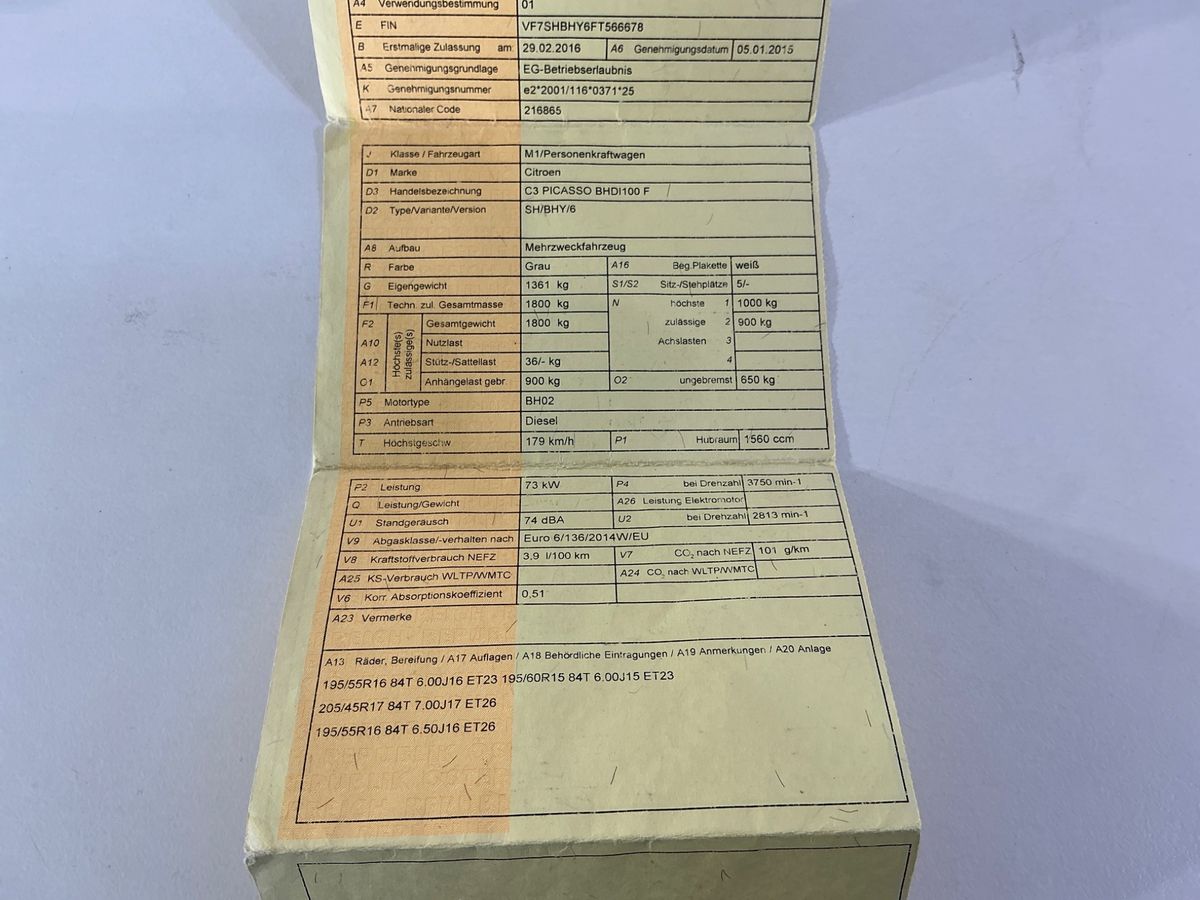 A4 Verwendungsbestimmung 01
E FIN VF7SHBHY6FT566678
B Erstmalige Zulassung am: 29.02.2016 A6 Genehmigungsdatum 05.01.2015
A5 Genehmigungsgrundlage EG-Betriebserlaubnis
K Genehmigungsnummer e2*2001/116*0371*25
A7 Nationaler Code 216865
J Klasse / Fahrzeugart M1/Personenkraftwagen
D1 Marke Citroen
D3 Handelsbezeichnung C3 PICASSO BHDI100 F
D2 Type/Variante/Version SH/BHY/6
A8 Aufbau Mehrzweckfahrzeug
R Farbe Grau A16 Beg.Plakette weiß
G Eigengewicht 1361 kg S1/S2 Sitz-/Stehplätze 5/-
F1 Techn. zul. Gesamtmasse 1800 kg N höchste 1 1000 kg
F2 Höchste(s) zulässige(s) Gesamtgewicht 1800 kg zulässige 2 900 kg
A10 Nutzlast Achslasten 3
A12 Stütz-/Sattellast 36/- kg 4
O1 Anhängelast gebr. 900 kg O2 ungebremst 650 kg
P5 Motortype BH02
P3 Antriebsart Diesel
T Höchstgeschw 179 km/h P1 Hubraum 1560 ccm
P2 Leistung 73 kW P4 bei Drehzahl 3750 min-1
Q Leistung/Gewicht A26 Leistung Elektromotor
U1 Standgeräusch 74 dBA U2 bei Drehzahl 2813 min-1
V9 Abgasklasse/-verhalten nach Euro 6/136/2014W/EU
V8 Kraftstoffverbrauch NEFZ 3,9 l/100 km V7 CO₂ nach NEFZ 101 g/km
A25 KS-Verbrauch WLTP/WMTC A24 CO₂ nach WLTP/WMTC
V6 Korr. Absorptionskoeffizient 0,51
A23 Vermerke
A13 Räder, Bereifung / A17 Auflagen / A18 Behördliche Eintragungen / A19 Anmerkungen / A20 Anlage
195/55R16 84T 6.00J16 ET23 195/60R15 84T 6.00J15 ET23
205/45R17 84T 7.00J17 ET26
195/55R16 84T 6.50J16 ET26